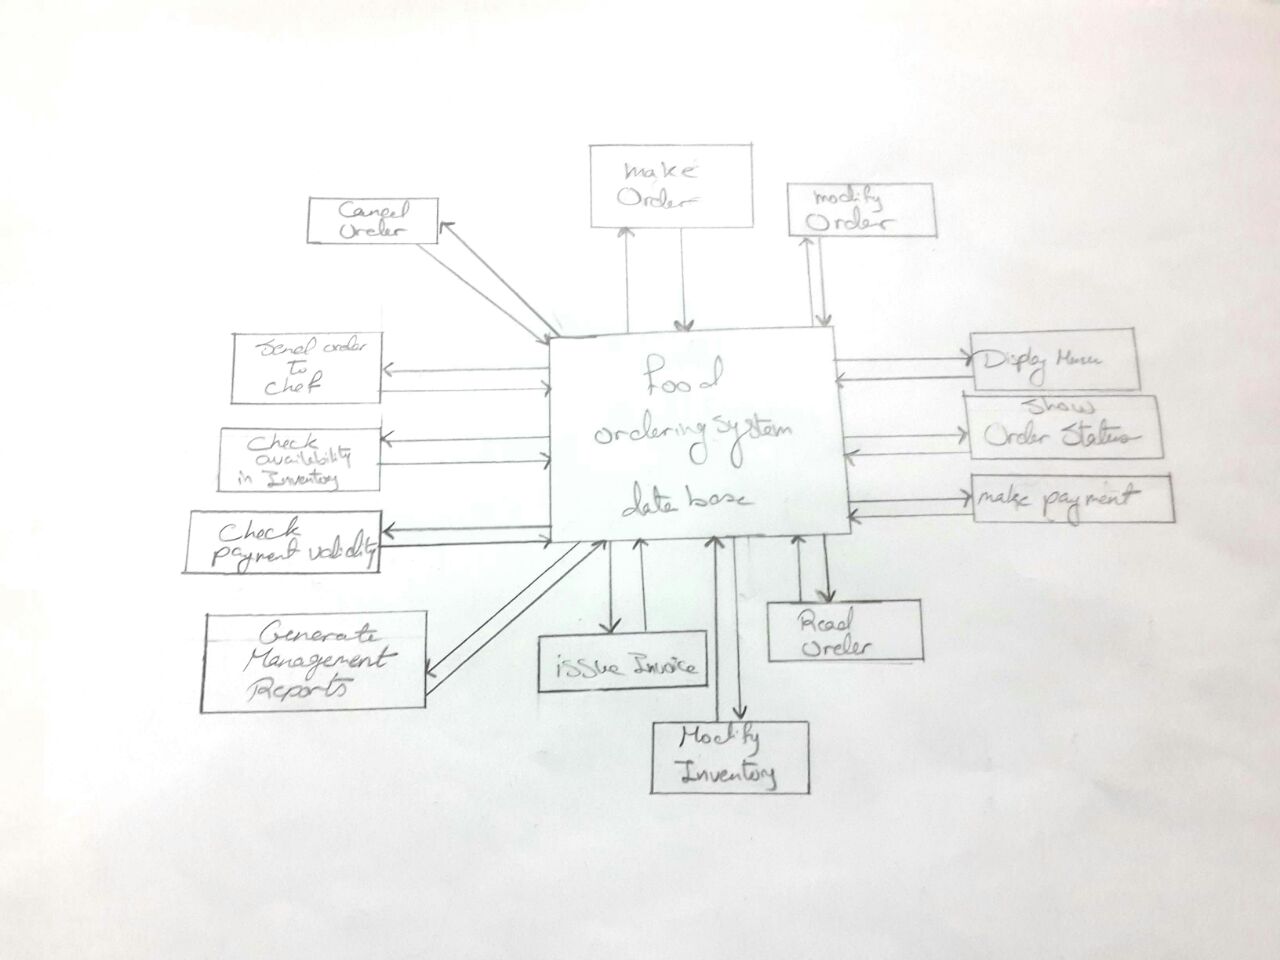 make
Order
modify
Order
Cancel
Order
Send order
to
chef
Check
availability
in Inventory
Check
payment validity
Generate
Management
Reports
food
ordering system
data base
Display Menu
Show
Order Status
make payment
Read
Order
issue Invoice
Modify
Inventory